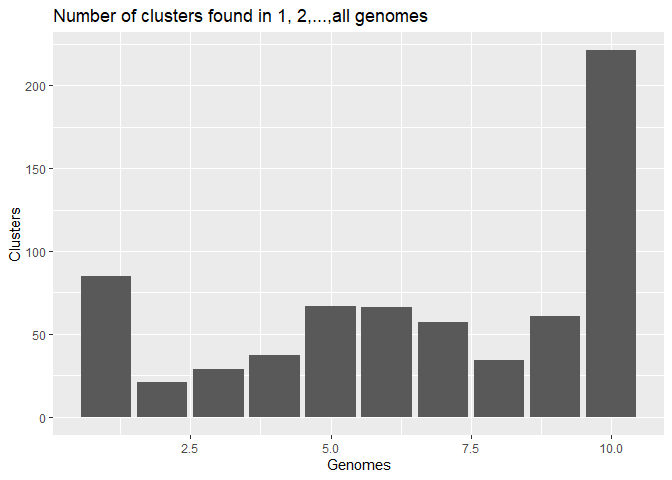 Number of clusters found in 1, 2,...,all genomes
200
150
100
50
0
Clusters
2.5 5.0 7.5 10.0
Genomes